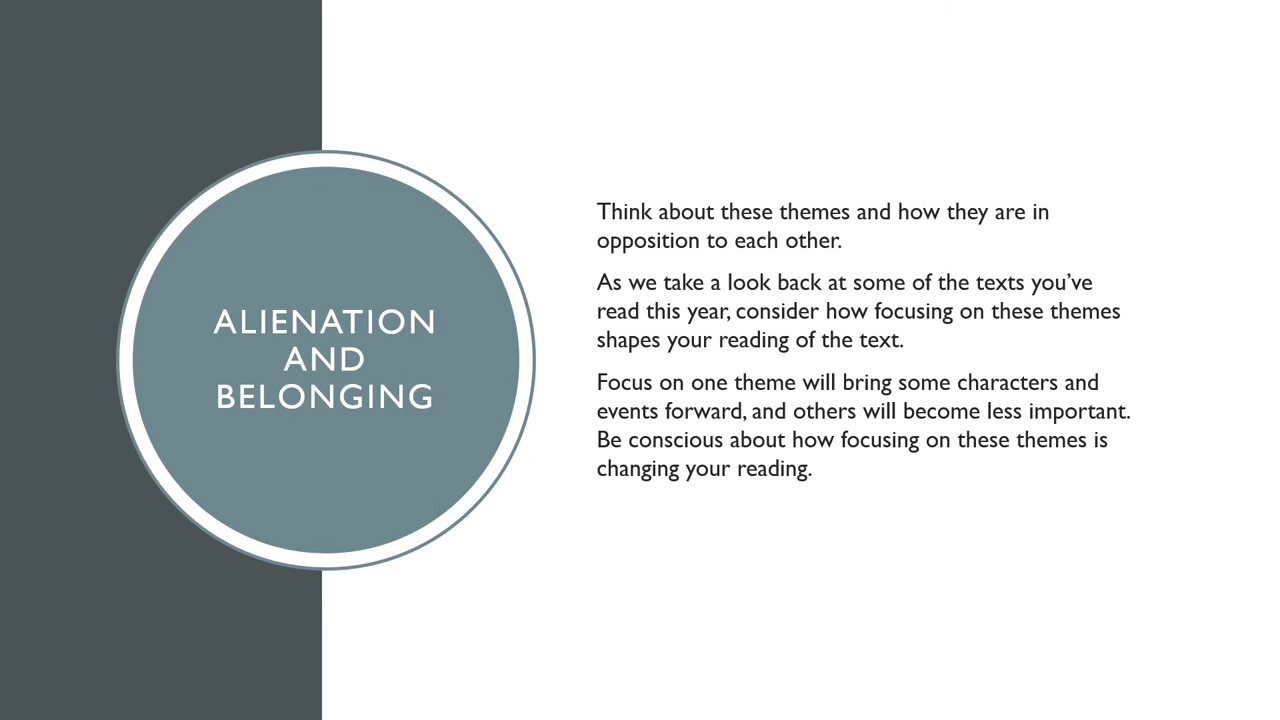 ALIENATION
AND
BELONGING
Think about these themes and how they are in
opposition to each other.
As we take a look back at some of the texts you’ve
read this year, consider how focusing on these themes
shapes your reading of the text.
Focus on one theme will bring some characters and
events forward, and others will become less important.
Be conscious about how focusing on these themes is
changing your reading.